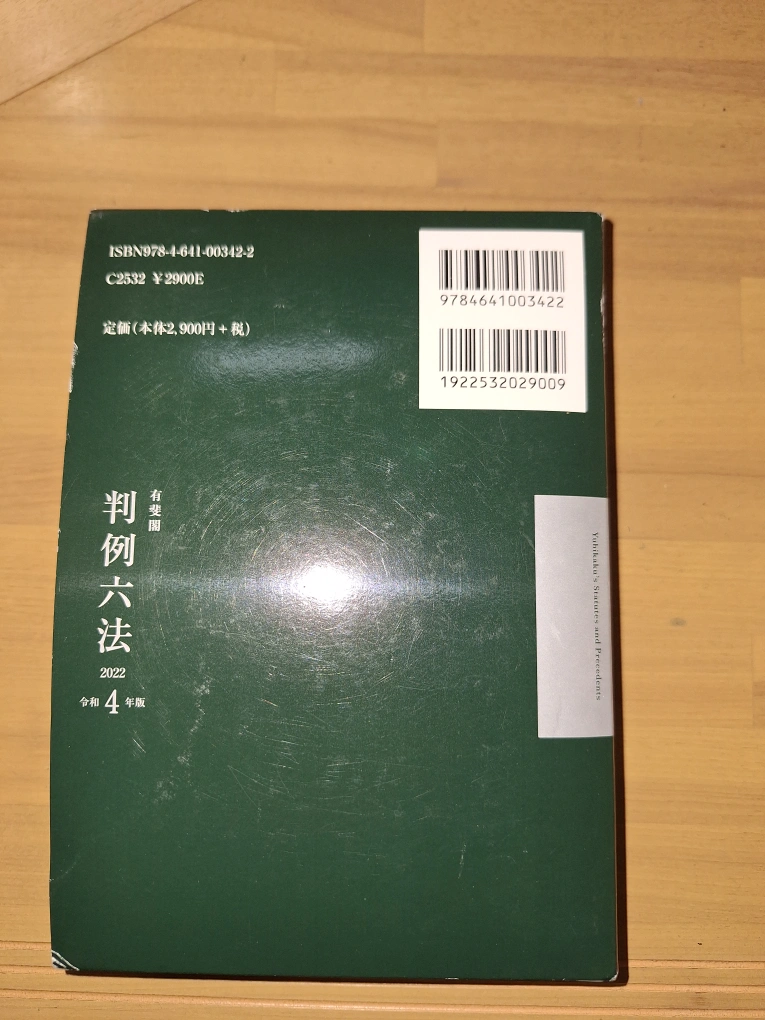 ISBN978-4-641-00342-2
C2532 ¥2900E
定価(本体2,900円+税)
9784641003422
1922532029009
有斐閣
判例六法
2022
令和4年版
Yuhikaku's Statutes and Precedents